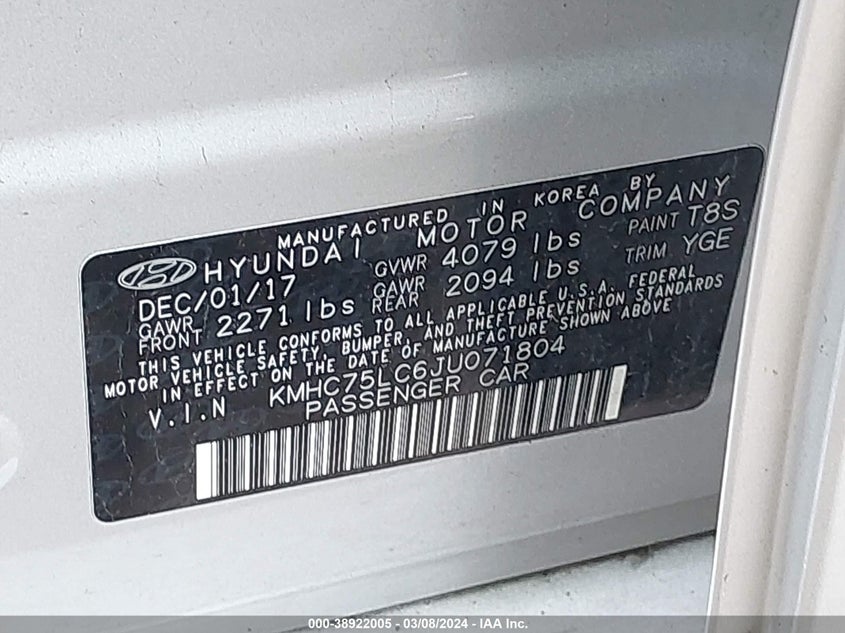 MANUFACTURED IN KOREA BY
HYUNDAI MOTOR COMPANY
DEC/01/17 GVWR 4079 lbs PAINT T8S
GAWR FRONT 2271 lbs GAWR REAR 2094 lbs TRIM YGE
THIS VEHICLE CONFORMS TO ALL APPLICABLE U.S.A. FEDERAL
MOTOR VEHICLE SAFETY, BUMPER, AND THEFT PREVENTION STANDARDS
IN EFFECT ON THE DATE OF MANUFACTURE SHOWN ABOVE
V.I.N KMHC75LC6JU071804
PASSENGER CAR
000-38922005 - 03/08/2024 - IAA Inc.